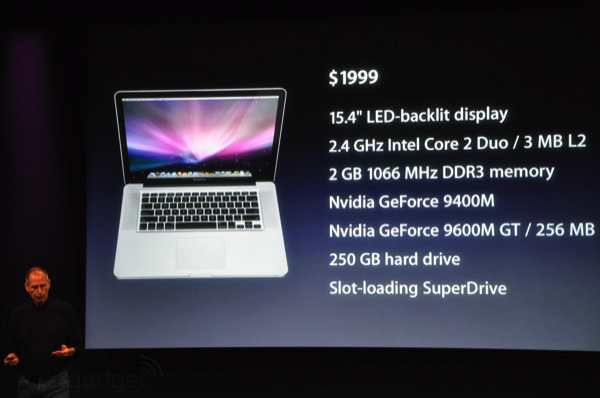 $1999
15.4" LED-backlit display
2.4 GHz Intel Core 2 Duo / 3 MB L2
2 GB 1066 MHz DDR3 memory
Nvidia GeForce 9400M
Nvidia GeForce 9600M GT / 256 MB
250 GB hard drive
Slot-loading SuperDrive
engadget